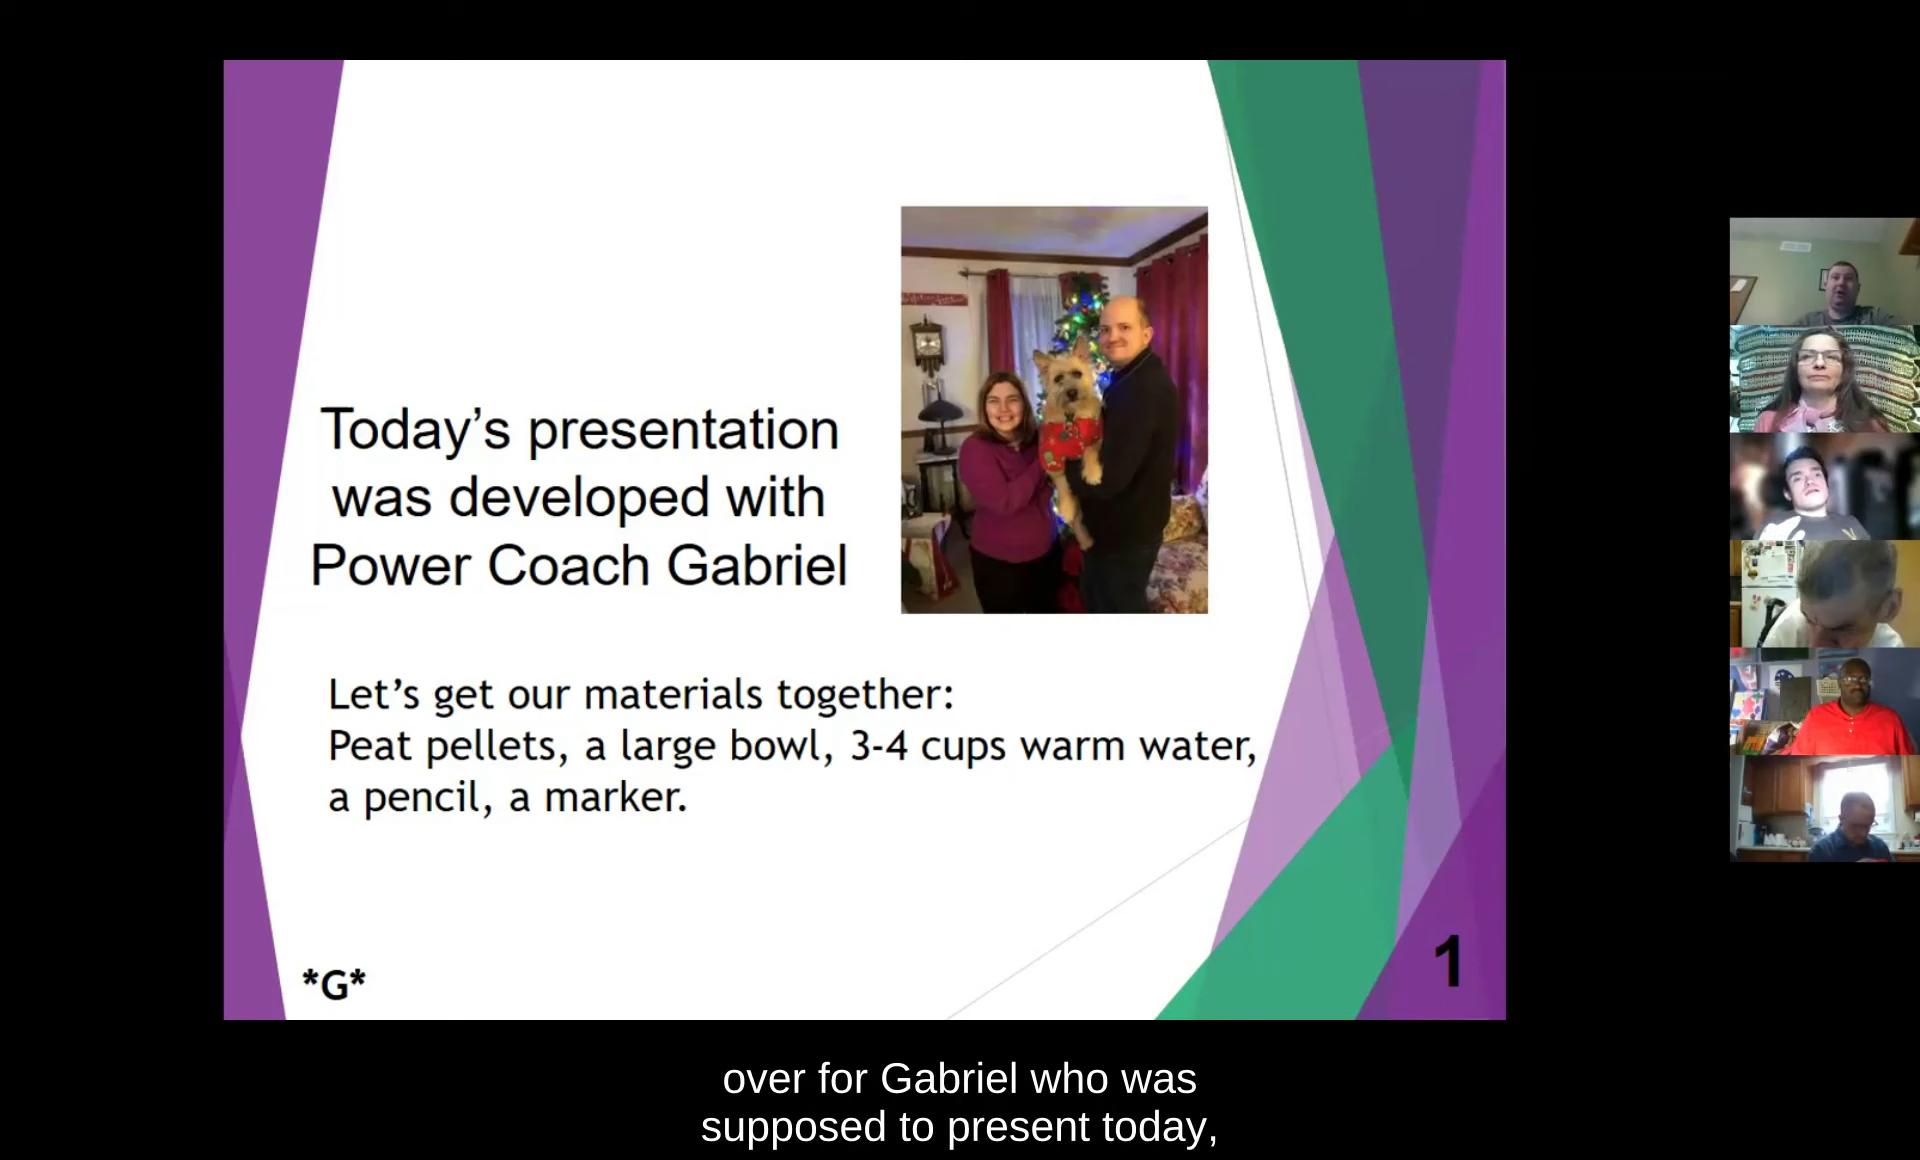 Today’s presentation
was developed with
Power Coach Gabriel
Let’s get our materials together:
Peat pellets, a large bowl, 3-4 cups warm water,
a pencil, a marker.
*G*
1
over for Gabriel who was
supposed to present today,